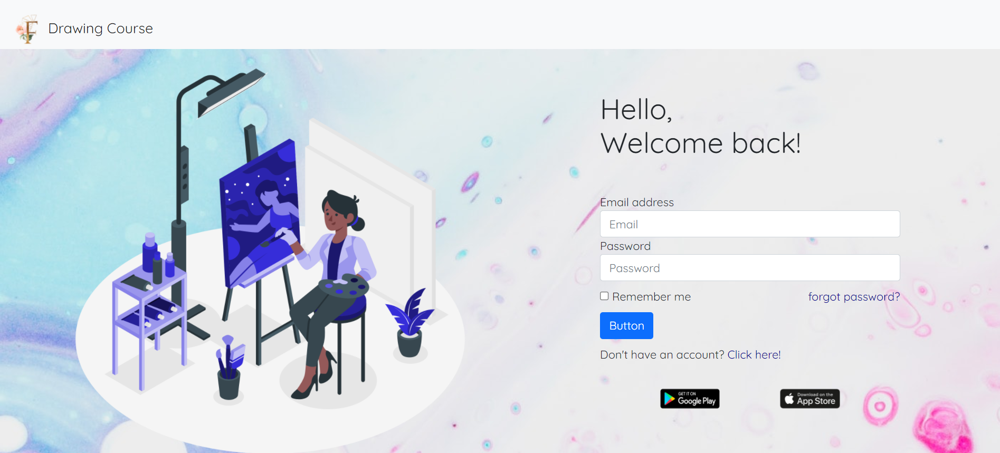 F
Drawing Course
Hello,
Welcome back!
Email address
Email
Password
Password
Remember me
forgot password?
Button
Don't have an account? Click here!
GET IT ON
Google Play
Download on the
App Store